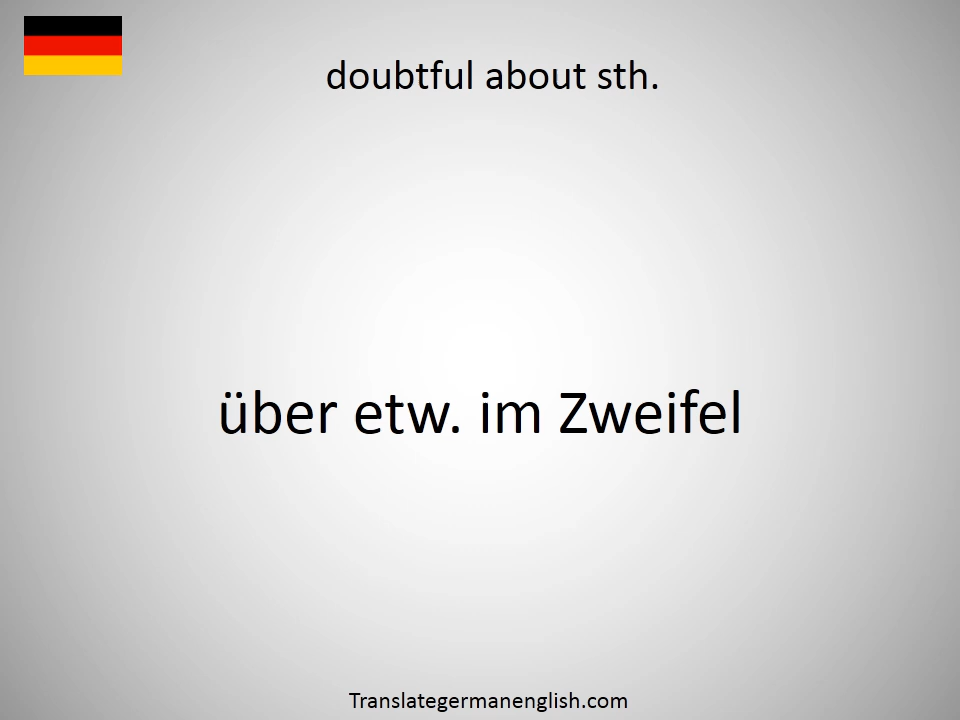 doubtful about sth.
über etw. im Zweifel
Translategermanenglish.com